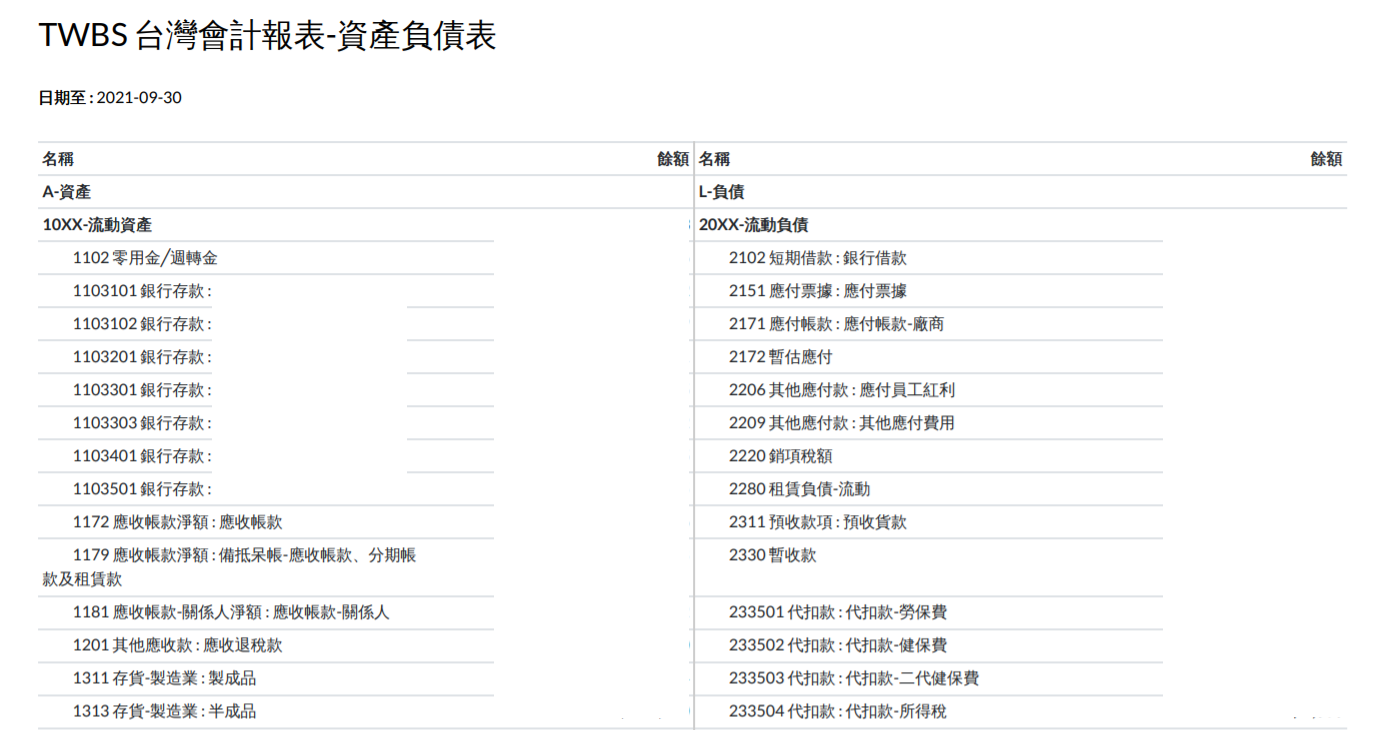 TWBS 台灣會計報表-資產負債表
日期至 : 2021-09-30
名稱 餘額 名稱 餘額
A-資產 L-負債
10XX-流動資產 20XX-流動負債
1102 零用金/週轉金 2102 短期借款 : 銀行借款
1103101 銀行存款 : 2151 應付票據 : 應付票據
1103102 銀行存款 : 2171 應付帳款 : 應付帳款-廠商
1103201 銀行存款 : 2172 暫估應付
1103301 銀行存款 : 2206 其他應付款 : 應付員工紅利
1103303 銀行存款 : 2209 其他應付款 : 其他應付費用
1103401 銀行存款 : 2220 銷項稅額
1103501 銀行存款 : 2280 租賃負債-流動
1172 應收帳款淨額 : 應收帳款 2311 預收款項 : 預收貨款
1179 應收帳款淨額 : 備抵呆帳-應收帳款、分期帳 2330 暫收款
款及租賃款
1181 應收帳款-關係人淨額 : 應收帳款-關係人 233501 代扣款 : 代扣款-勞保費
1201 其他應收款 : 應收退稅款 233502 代扣款 : 代扣款-健保費
1311 存貨-製造業 : 製成品 233503 代扣款 : 代扣款-二代健保費
1313 存貨-製造業 : 半成品 233504 代扣款 : 代扣款-所得稅